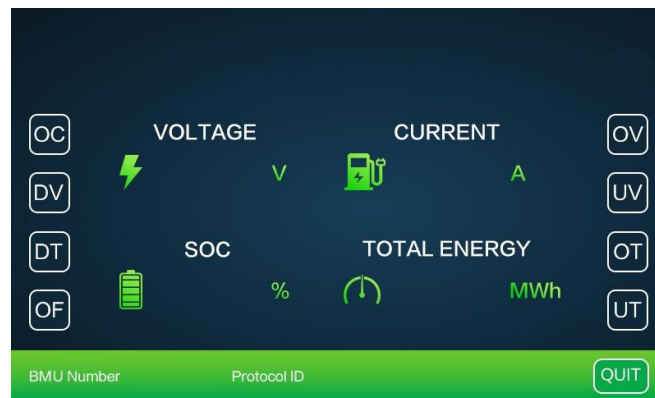 OC
VOLTAGE
CURRENT
OV
DV
V
A
UV
DT
SOC
TOTAL ENERGY
OT
OF
%
MWh
UT
BMU Number
Protocol ID
QUIT